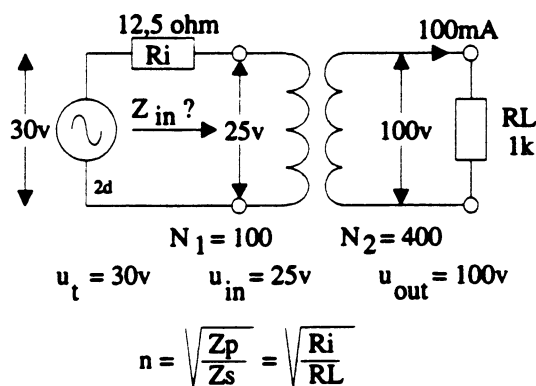 12,5 ohm
Ri
100mA
30v
Z in ?
25v
100v
RL
1k
2d
N1 = 100
N2 = 400
ut = 30v
uin = 25v
uout = 100v
n = √(Zp/Zs) = √(Ri/RL)